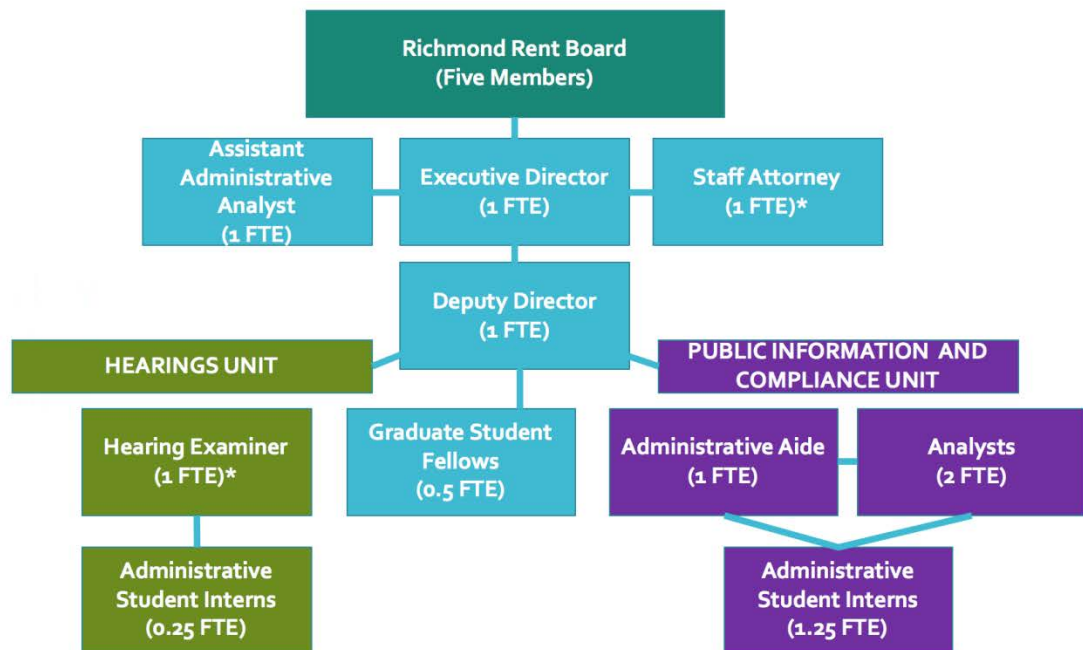 Richmond Rent Board
(Five Members)
Assistant
Administrative
Analyst
(1 FTE)
Executive Director
(1 FTE)
Staff Attorney
(1 FTE)*
Deputy Director
(1 FTE)
HEARINGS UNIT
PUBLIC INFORMATION AND
COMPLIANCE UNIT
Hearing Examiner
(1 FTE)*
Graduate Student
Fellows
(0.5 FTE)
Administrative Aide
(1 FTE)
Analysts
(2 FTE)
Administrative
Student Interns
(0.25 FTE)
Administrative
Student Interns
(1.25 FTE)